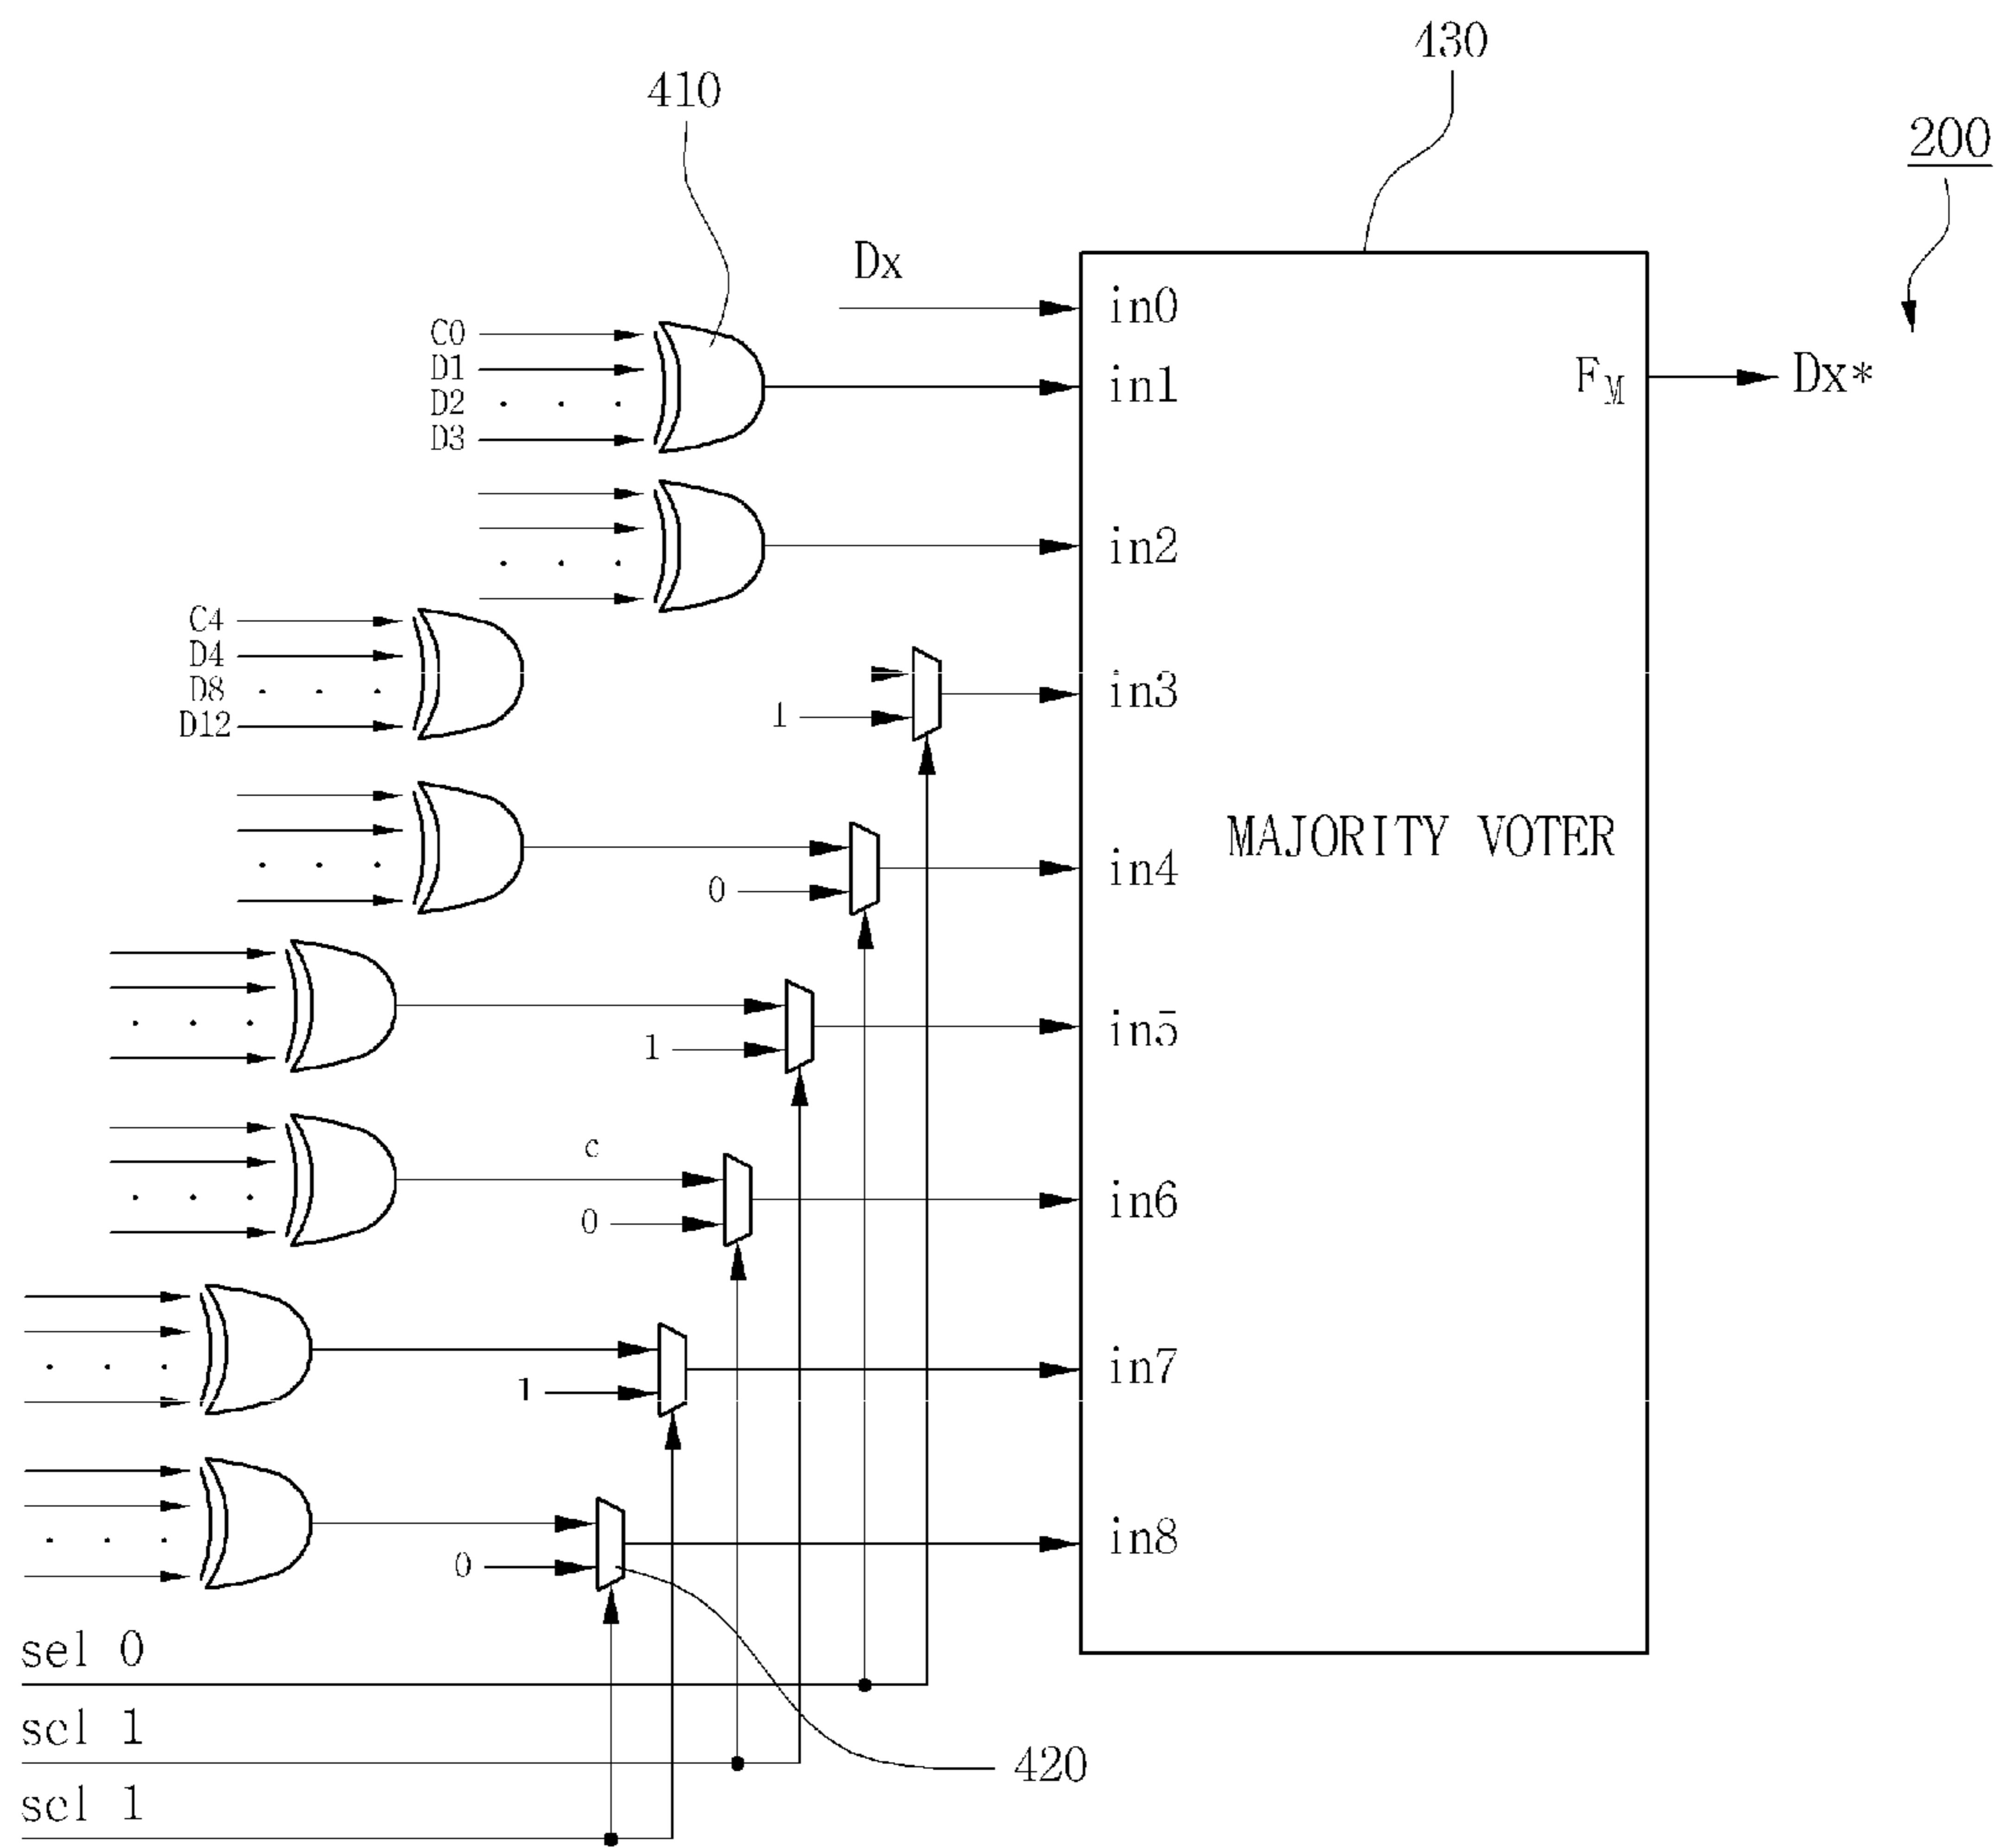 430
410
200
Dx
in0
C0
D1
D2
D3
in1
F_M
Dx*
in2
C4
D4
D8
D12
in3
1
MAJORITY VOTER
in4
0
in5
1
c
in6
0
in7
1
in8
0
sel 0
scl 1
420
scl 1